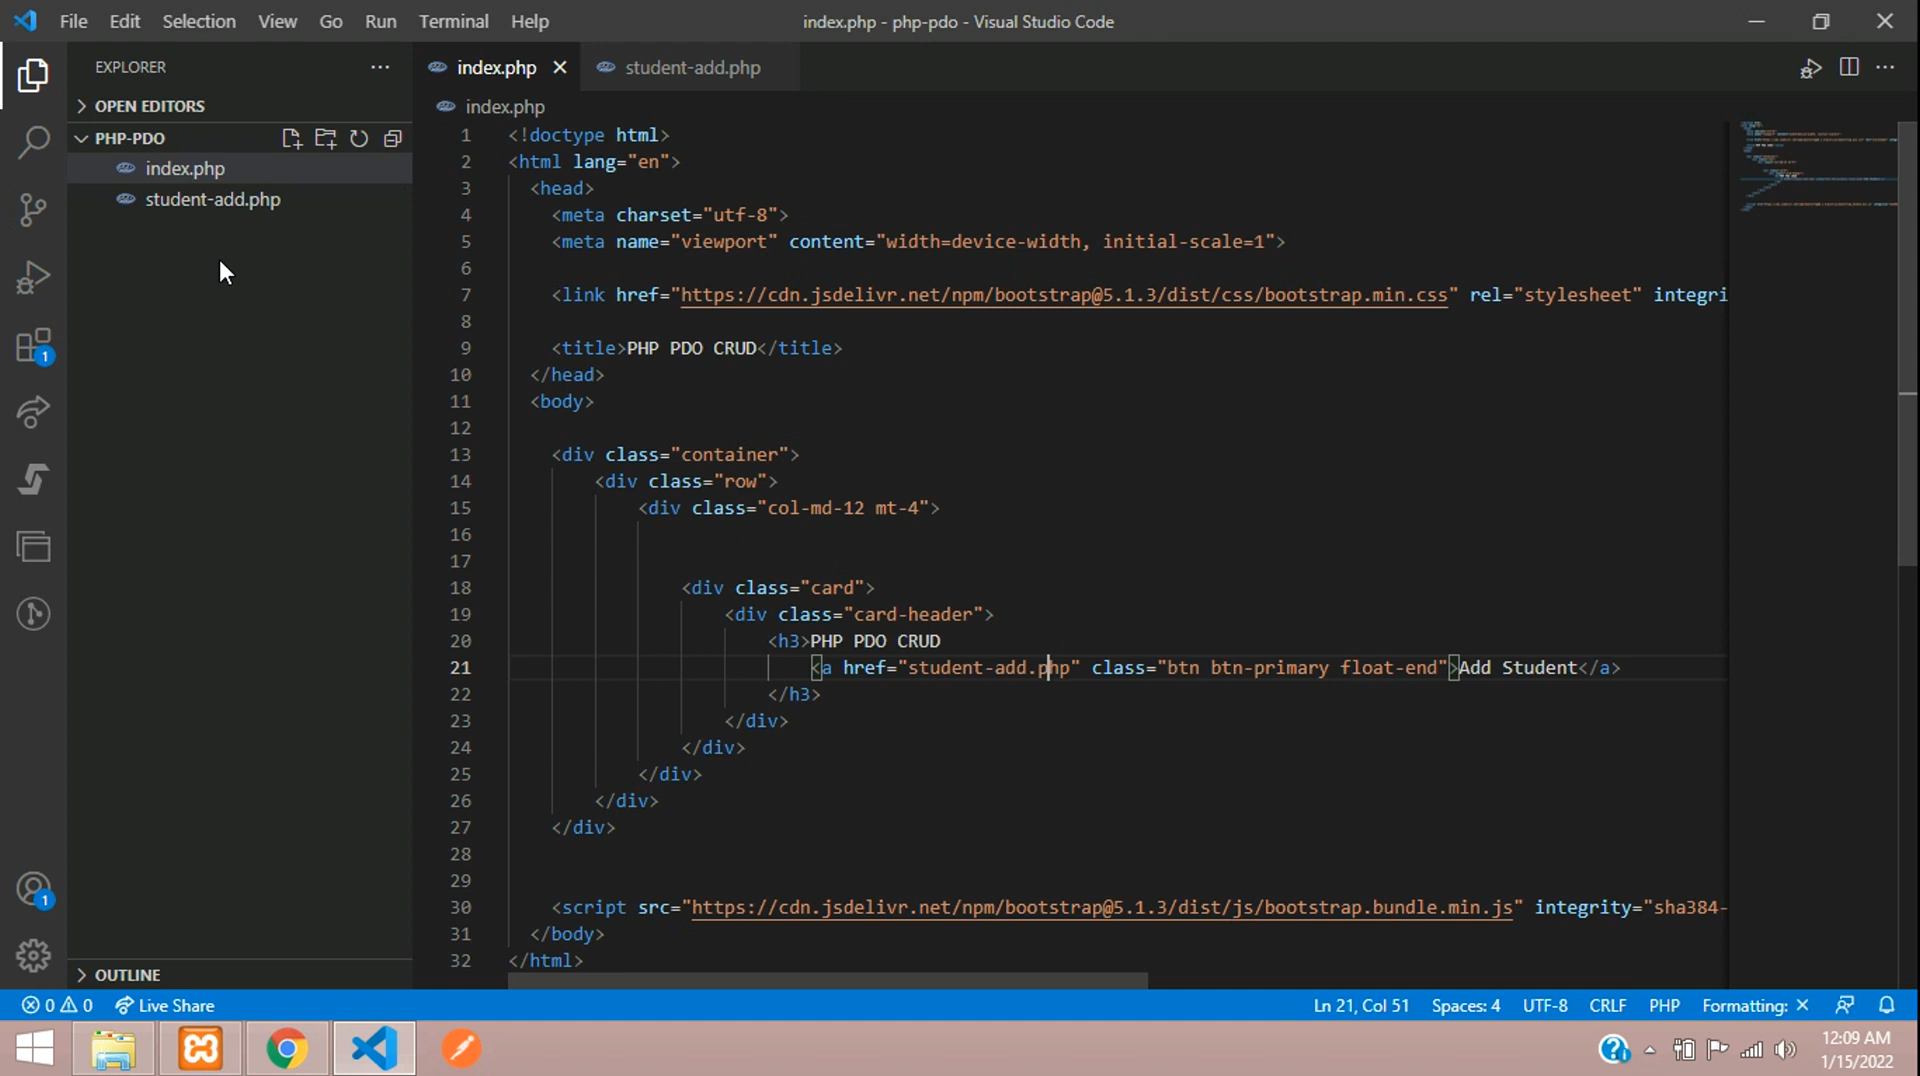 File Edit Selection View Go Run Terminal Help index.php - php-pdo - Visual Studio Code
EXPLORER
OPEN EDITORS
PHP-PDO
index.php
student-add.php
OUTLINE
index.php student-add.php
index.php
1 <!doctype html>
2 <html lang="en">
3 <head>
4 <meta charset="utf-8">
5 <meta name="viewport" content="width=device-width, initial-scale=1">
6
7 <link href="https://cdn.jsdelivr.net/npm/bootstrap@5.1.3/dist/css/bootstrap.min.css" rel="stylesheet" integri
8
9 <title>PHP PDO CRUD</title>
10 </head>
11 <body>
12
13 <div class="container">
14 <div class="row">
15 <div class="col-md-12 mt-4">
16
17
18 <div class="card">
19 <div class="card-header">
20 <h3>PHP PDO CRUD
21 <a href="student-add.php" class="btn btn-primary float-end">Add Student</a>
22 </h3>
23 </div>
24 </div>
25 </div>
26 </div>
27 </div>
28
29
30 <script src="https://cdn.jsdelivr.net/npm/bootstrap@5.1.3/dist/js/bootstrap.bundle.min.js" integrity="sha384-
31 </body>
32 </html>
1
1
0 0 Live Share Ln 21, Col 51 Spaces: 4 UTF-8 CRLF PHP Formatting: ×
12:09 AM
1/15/2022